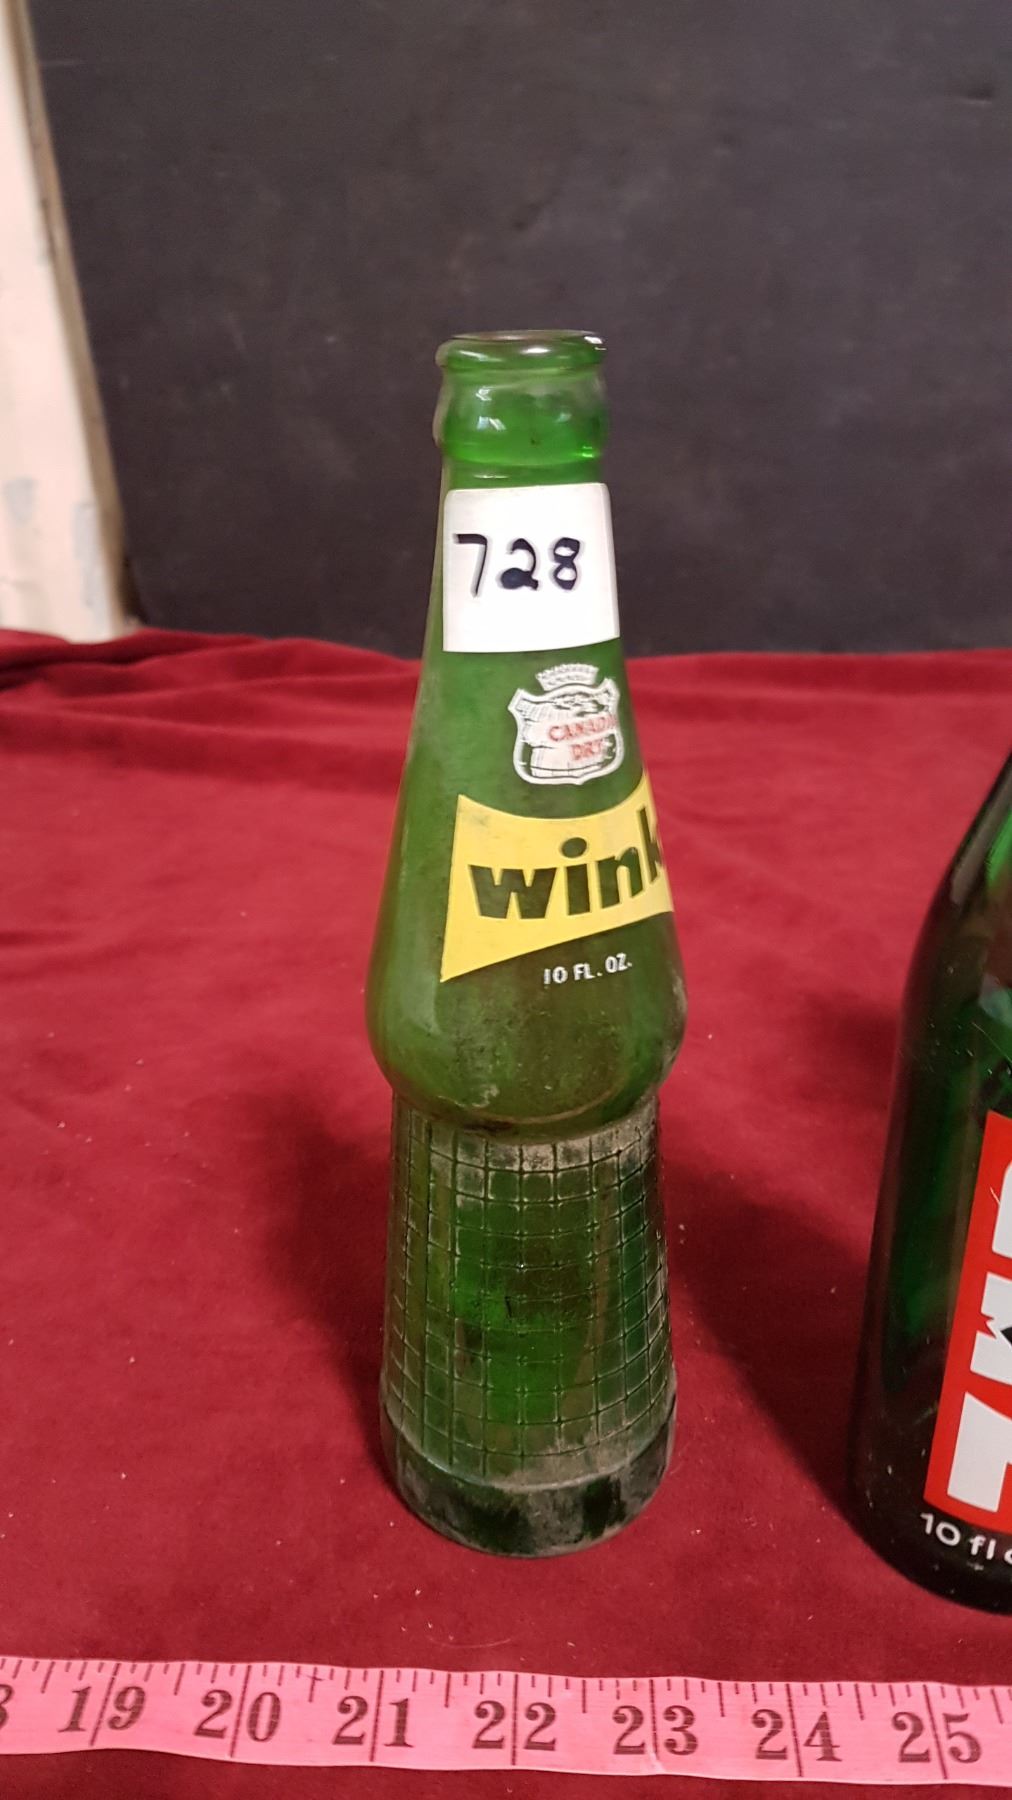 728
CANADA
DRY
wink
10 FL. OZ.
10 fl
19 20 21 22 23 24 25